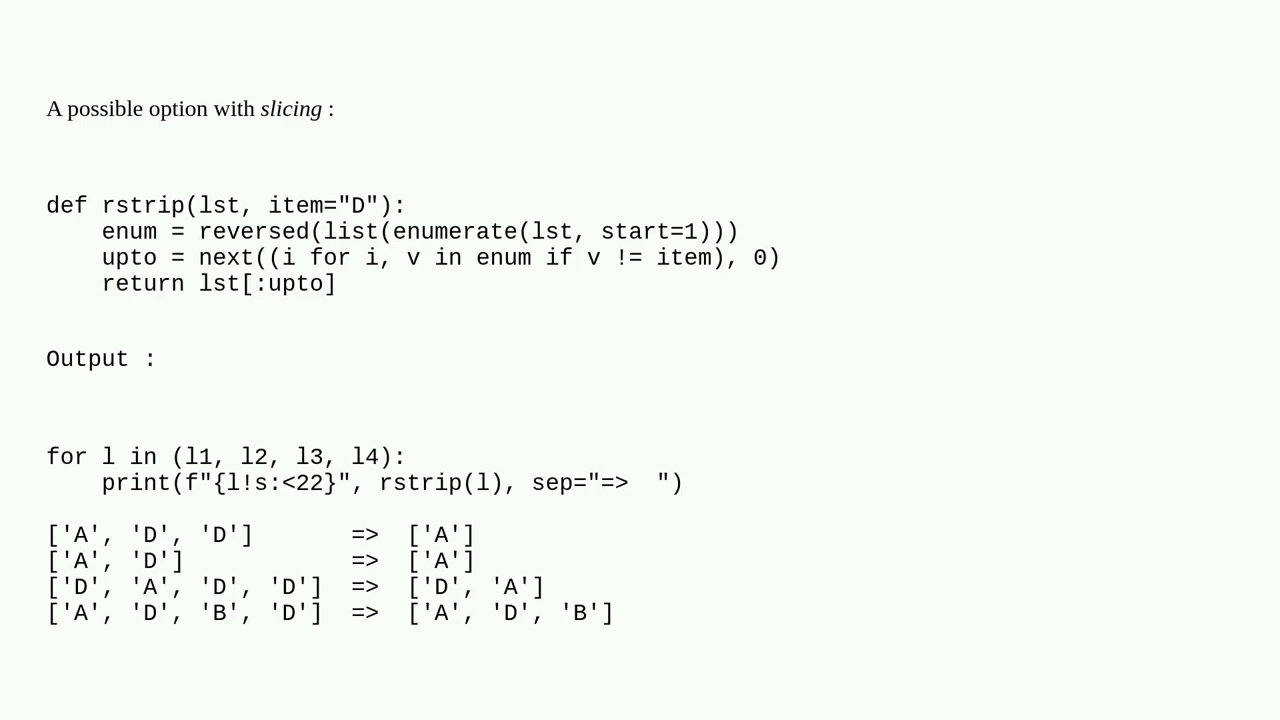 A possible option with slicing :
def rstrip(lst, item="D"):
    enum = reversed(list(enumerate(lst, start=1)))
    upto = next((i for i, v in enum if v != item), 0)
    return lst[:upto]
Output :
for l in (l1, l2, l3, l4):
    print(f"{l!s:<22}", rstrip(l), sep="=>  ")
['A', 'D', 'D']       =>  ['A']
['A', 'D']            =>  ['A']
['D', 'A', 'D', 'D']  =>  ['D', 'A']
['A', 'D', 'B', 'D']  =>  ['A', 'D', 'B']